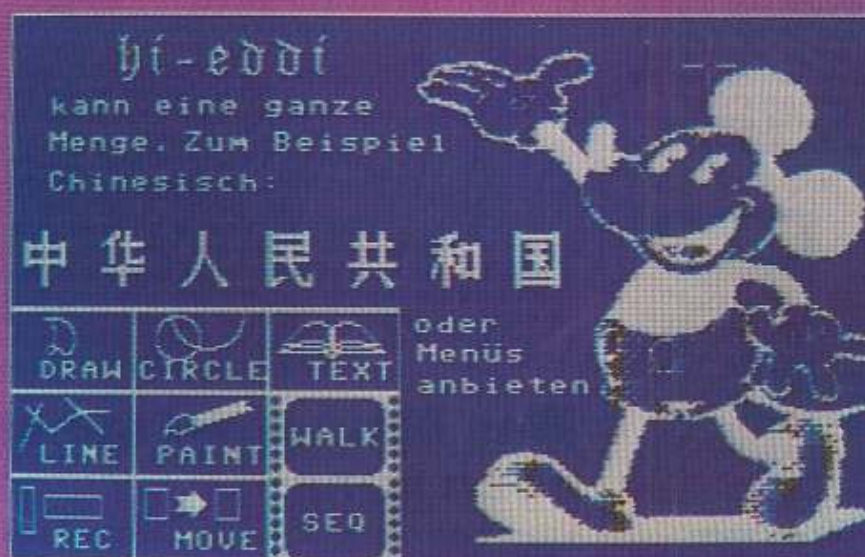 hi-eddi
kann eine ganze
Menge. Zum Beispiel
Chinesisch:
中华人民共和国
oder
Menüs
anbieten
DRAW CIRCLE TEXT
LINE PAINT WALK
REC MOVE SEQ